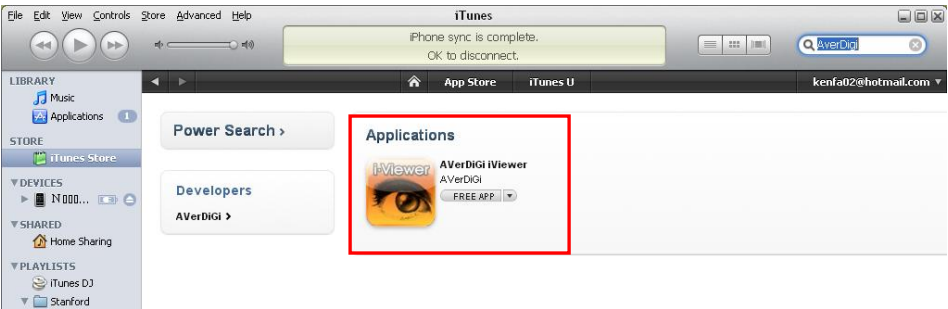 File Edit View Controls Store Advanced Help
iTunes
iPhone sync is complete.
OK to disconnect.
AverDigi
LIBRARY
Music
Applications 1
STORE
iTunes Store
DEVICES
SHARED
Home Sharing
PLAYLISTS
iTunes DJ
Stanford
App Store
iTunes U
kenfa02@hotmail.com
Power Search >
Developers
AVerDiGi >
Applications
i-Viewer
AVerDiGi iViewer
AVerDiGi
FREE APP